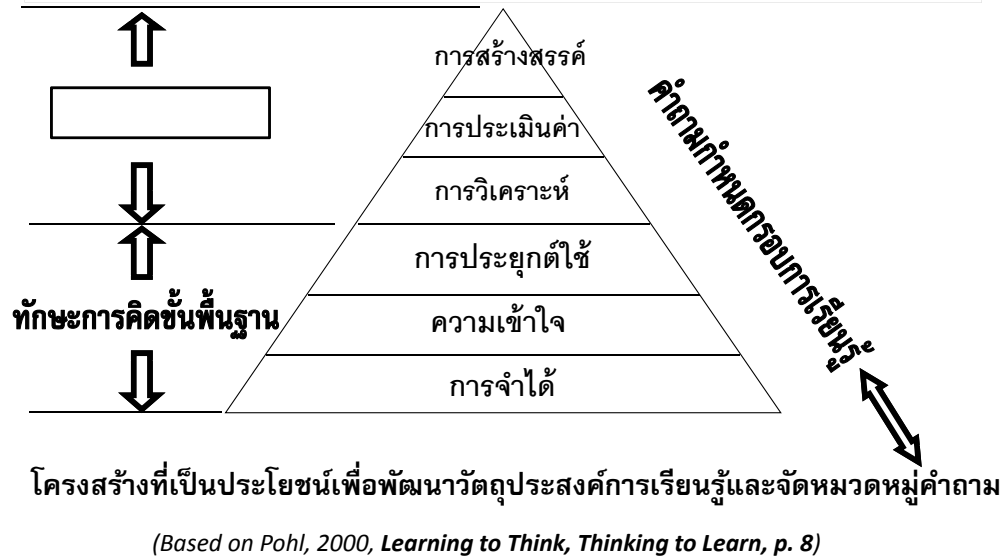 การสร้างสรรค์
การประเมินค่า
การวิเคราะห์
การประยุกต์ใช้
ความเข้าใจ
การจำได้
ทักษะการคิดขั้นพื้นฐาน
คำถามกำหนดกรอบการเรียนรู้
โครงสร้างที่เป็นประโยชน์เพื่อพัฒนาวัตถุประสงค์การเรียนรู้และจัดหมวดหมู่คำถาม
(Based on Pohl, 2000, Learning to Think, Thinking to Learn, p. 8)